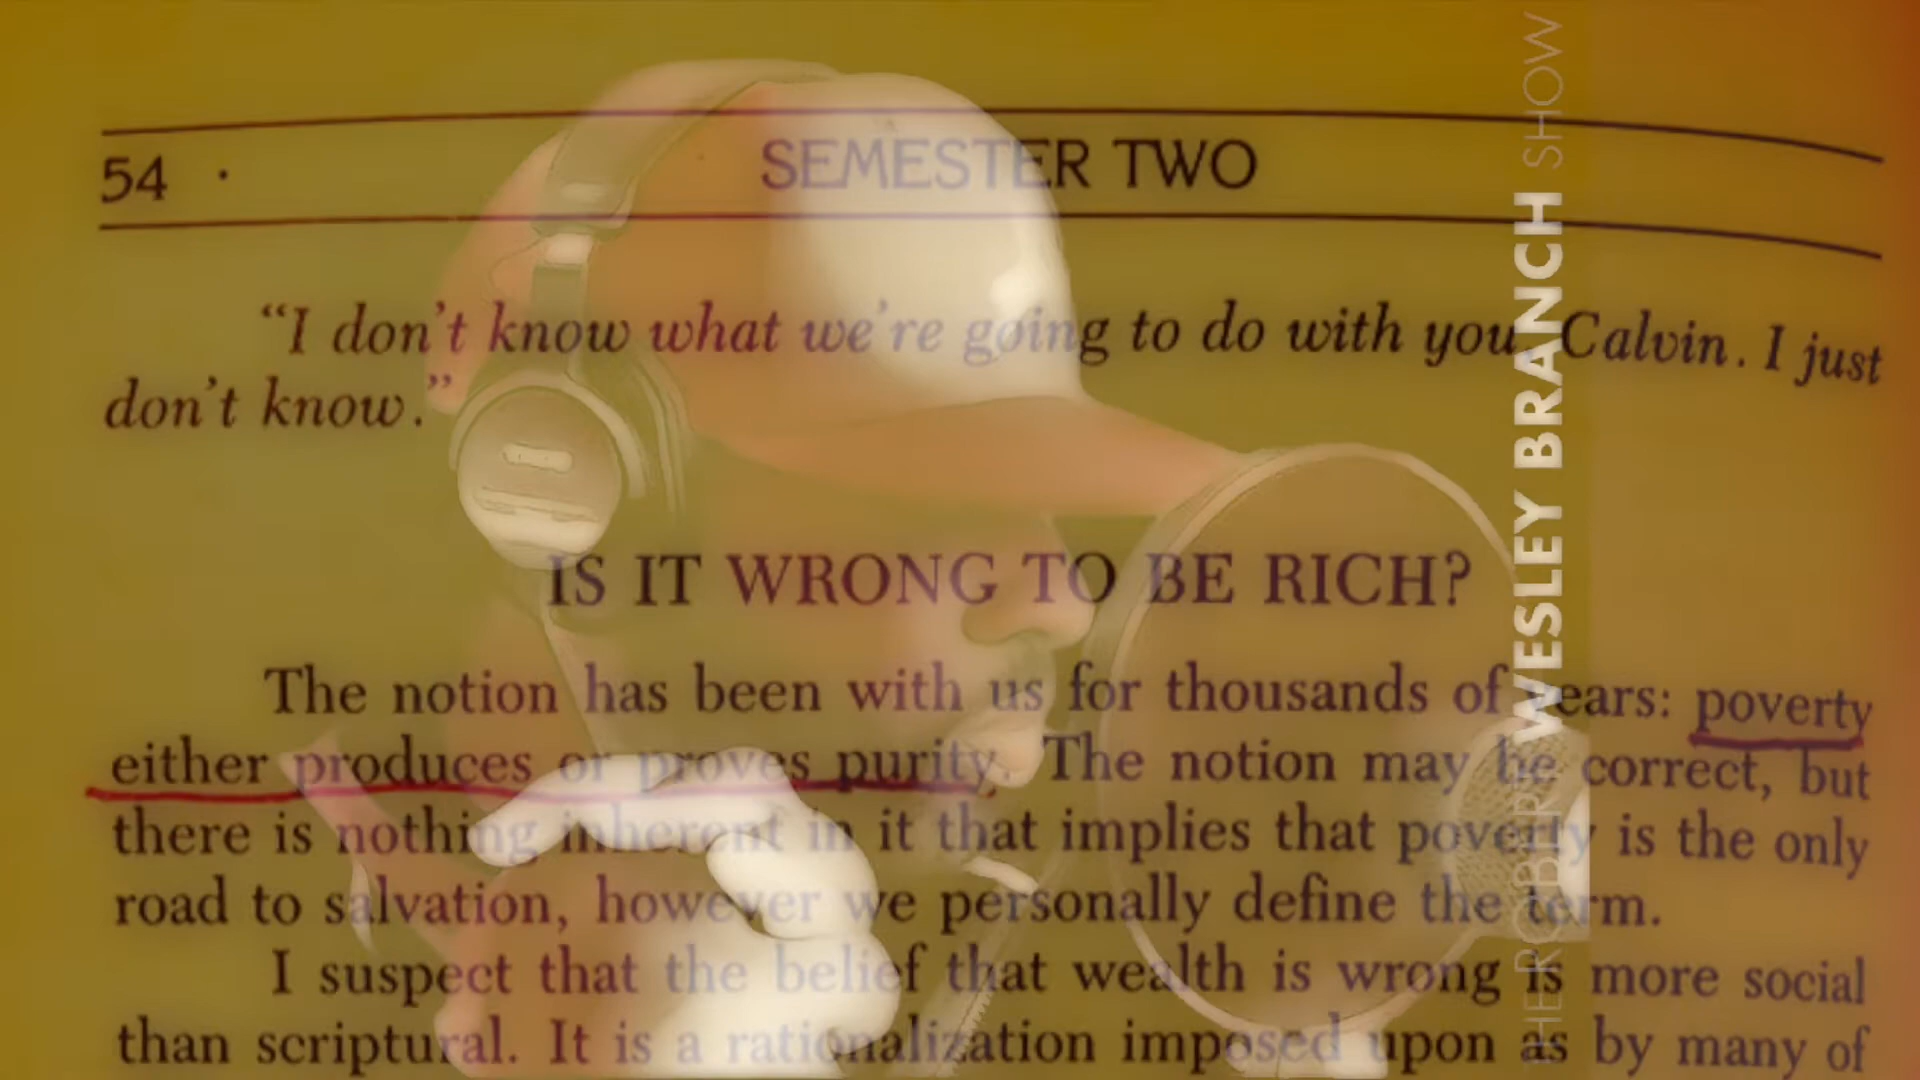 54 · SEMESTER TWO
“I don’t know what we’re going to do with you, Calvin. I just
don’t know.”
IS IT WRONG TO BE RICH?
The notion has been with us for thousands of years: poverty
either produces or proves purity. The notion may be correct, but
there is nothing inherent in it that implies that poverty is the only
road to salvation, however we personally define the term.
I suspect that the belief that wealth is wrong is more social
than scriptural. It is a rationalization imposed upon as by many of
THE ROBERT WESLEY BRANCH SHOW